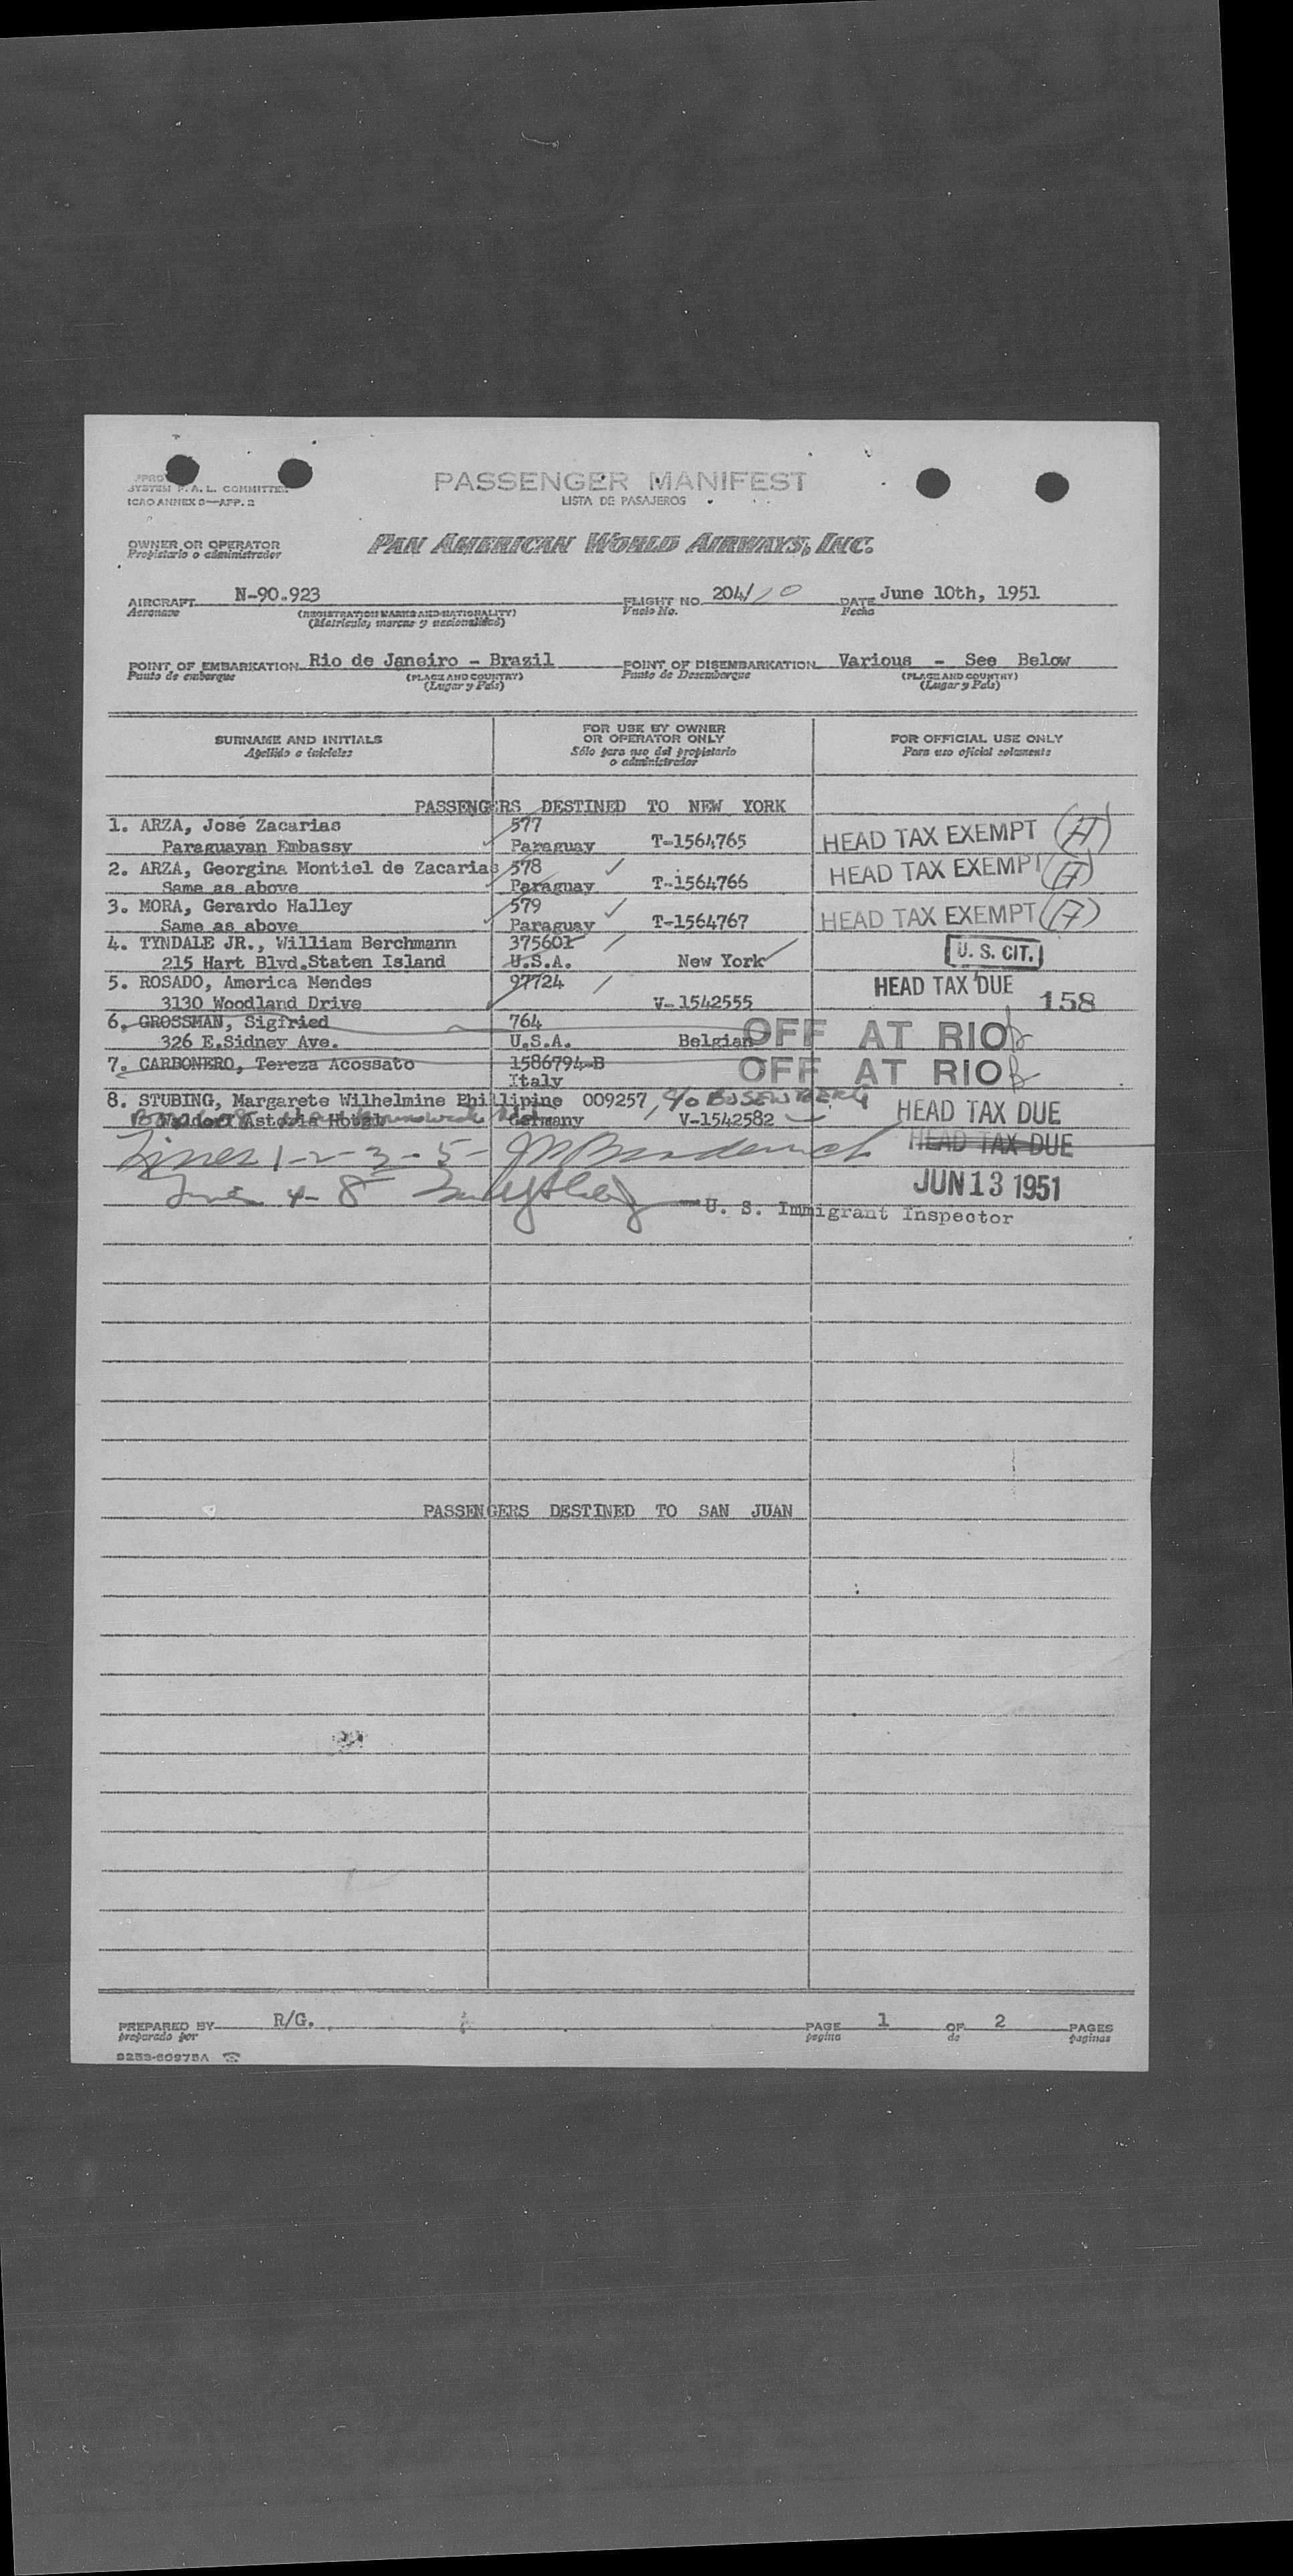 SYSTEM F.A.L. COMMITTEE
ICAO ANNEX 9—APP. 2
PASSENGER MANIFEST
LISTA DE PASAJEROS
OWNER OR OPERATOR
Propietario o administrador
PAN AMERICAN WORLD AIRWAYS, INC.
AIRCRAFT N-90.923 FLIGHT NO. 204/10 DATE June 10th, 1951
Aeronave (REGISTRATION MARKS AND NATIONALITY) Vuelo No. Fecha
(Matricula, marcas y nacionalidad)
POINT OF EMBARKATION Rio de Janeiro - Brazil POINT OF DISEMBARKATION Various - See Below
Punto de embarque (PLACE AND COUNTRY) Punto de Desembarque (PLACE AND COUNTRY)
(Lugar y País) (Lugar y País)
SURNAME AND INITIALS FOR USE BY OWNER OR OPERATOR ONLY FOR OFFICIAL USE ONLY
Apellido e iniciales Sólo para uso del propietario o administrador Para uso oficial solamente
PASSENGERS DESTINED TO NEW YORK
1. ARZA, José Zacarias 577
Paraguayan Embassy Paraguay T-1564765 HEAD TAX EXEMPT
2. ARZA, Georgina Montiel de Zacarias 578 HEAD TAX EXEMPT
Same as above Paraguay T-1564766
3. MORA, Gerardo Halley 579 HEAD TAX EXEMPT
Same as above Paraguay T-1564767
4. TYNDALE JR., William Berchmann 375601 U. S. CIT.
215 Hart Blvd.Staten Island U.S.A. New York
5. ROSADO, America Mendes 97724 HEAD TAX DUE
3130 Woodland Drive V-1542555 158
6. GROSSMAN, Sigfried 764 OFF AT RIO
326 E.Sidney Ave. U.S.A. Belgian
7. CARBONERO, Tereza Acossato 1586794-B OFF AT RIO
Italy
8. STUBING, Margarete Wilhelmine Phillipine 009257, c/o HEAD TAX DUE
Waldorf Astoria Hotel Germany V-1542582
Lines 1-2-3-5- HEAD TAX DUE
JUN 13 1951
Lines 4-8 U. S. Immigrant Inspector
PASSENGERS DESTINED TO SAN JUAN
PREPARED BY R/G. PAGE 1 OF 2 PAGES
preparado por pagina de paginas
9253-60975A